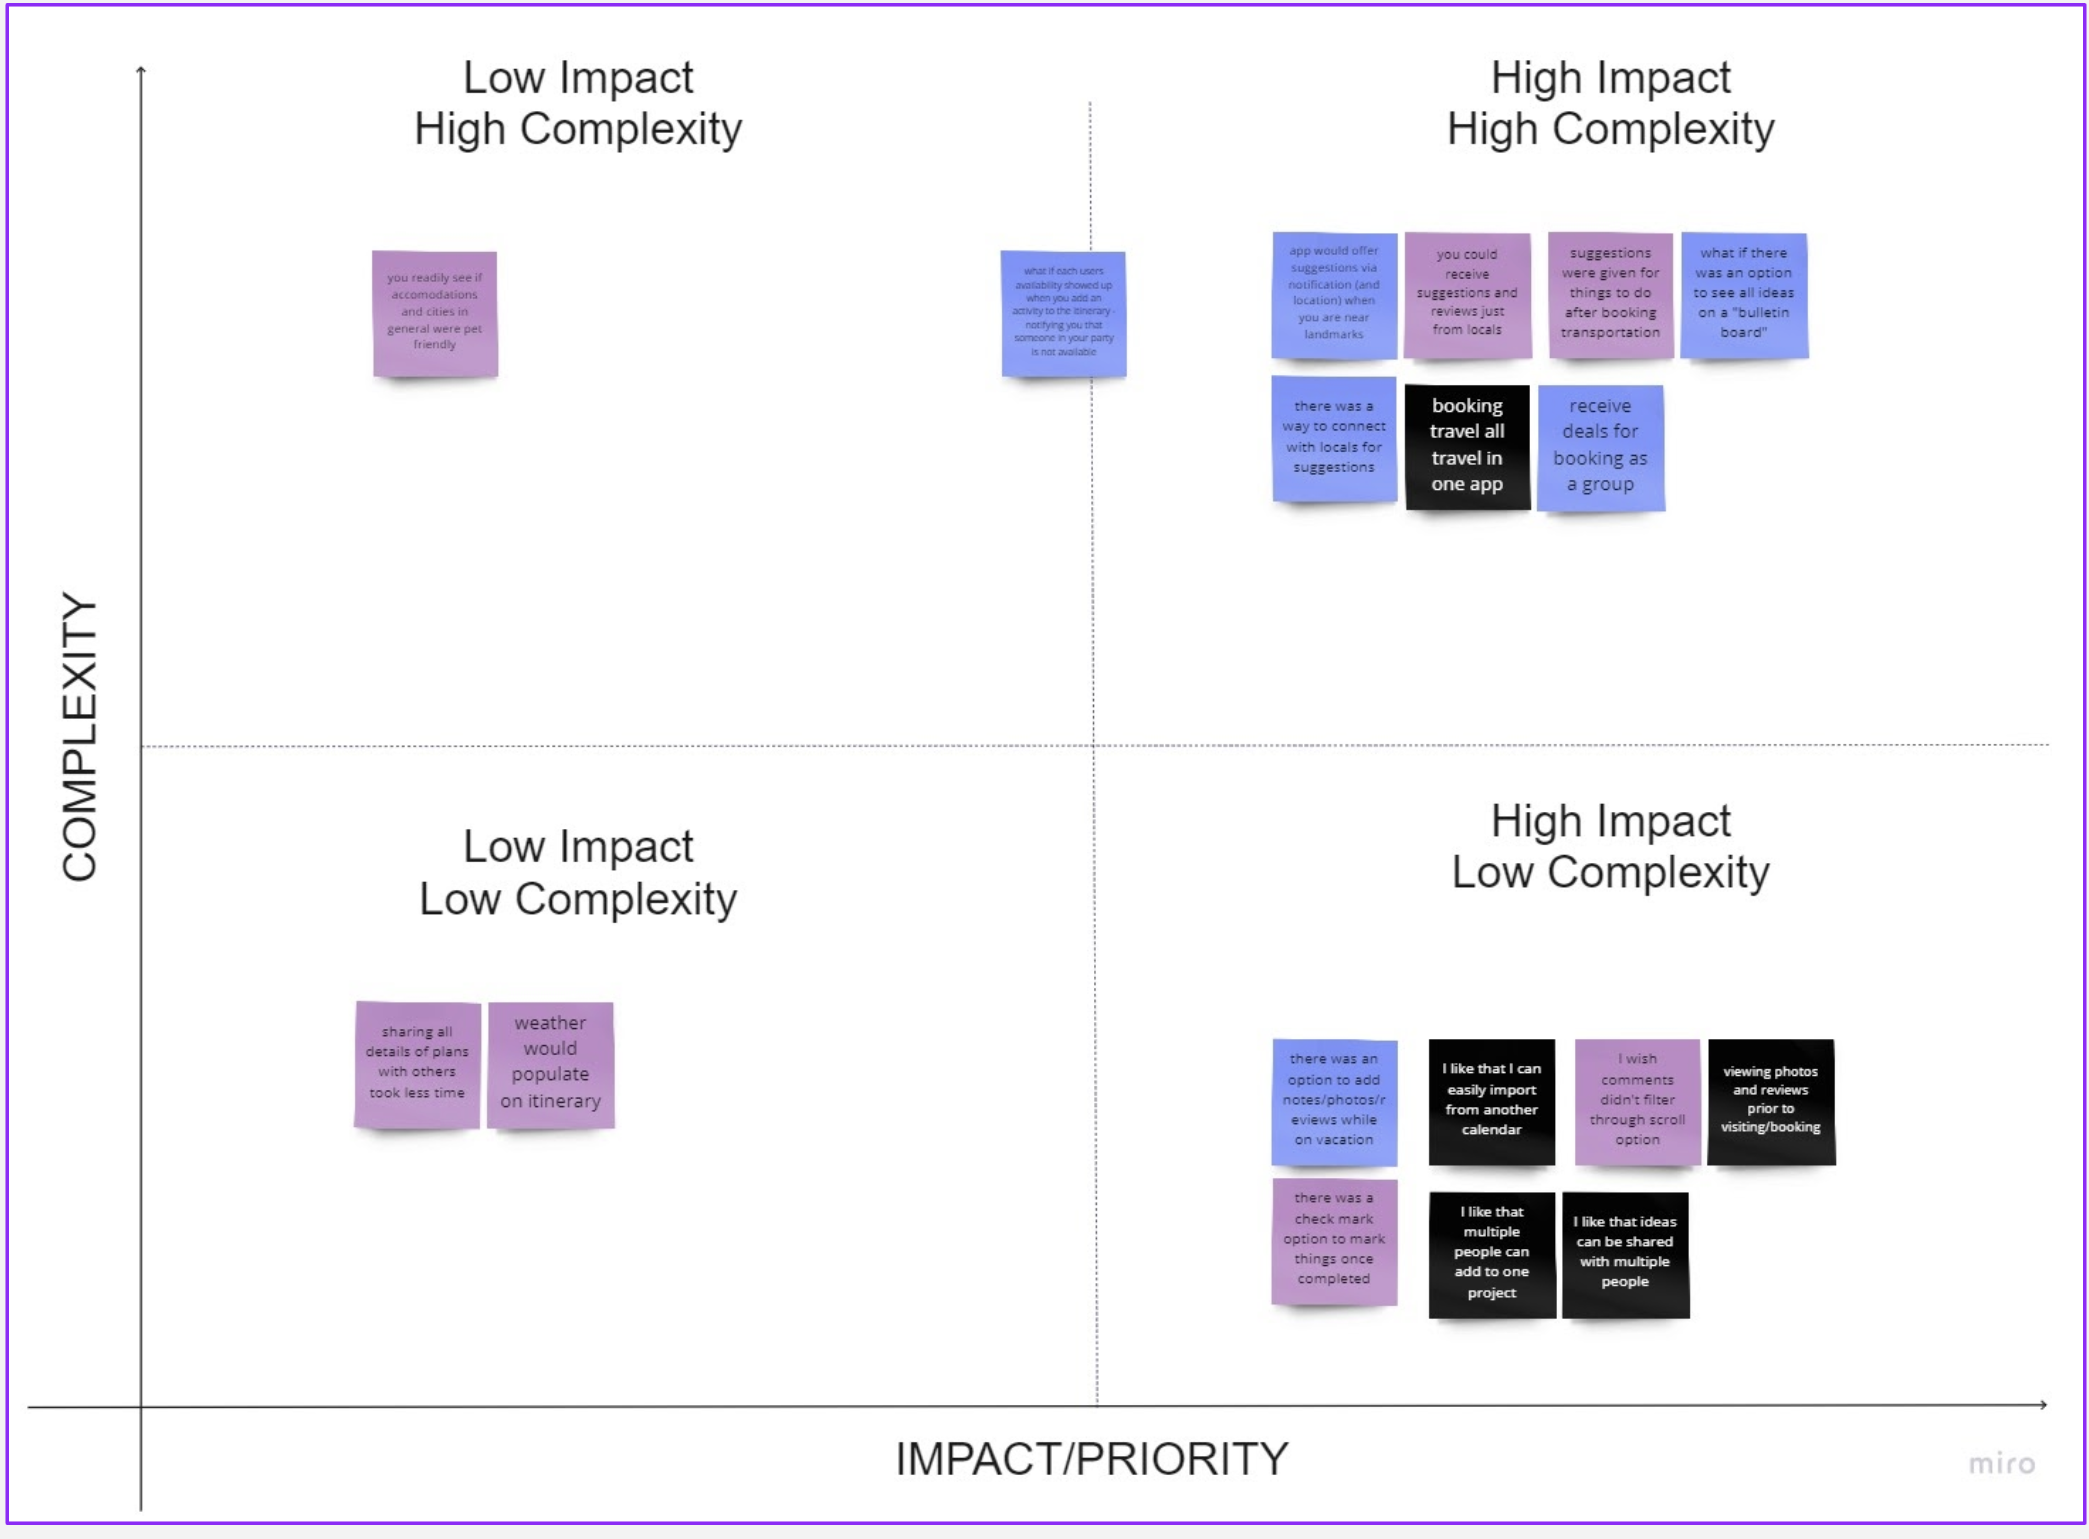 Low Impact
High Complexity
High Impact
High Complexity
you readily see if
accomodations
and cities in
general were pet
friendly
what if each users
availability showed up
when you add an
activity to the itinerary -
notifying you that
someone in your party
is not available
app would offer
suggestions via
notification (and
location) when
you are near
landmarks
you could
receive
suggestions and
reviews just
from locals
suggestions
were given for
things to do
after booking
transportation
what if there
was an option
to see all ideas
on a "bulletin
board"
there was a
way to connect
with locals for
suggestions
booking
travel all
travel in
one app
receive
deals for
booking as
a group
COMPLEXITY
Low Impact
Low Complexity
High Impact
Low Complexity
sharing all
details of plans
with others
took less time
weather
would
populate
on itinerary
there was an
option to add
notes/photos/r
eviews while
on vacation
I like that I can
easily import
from another
calendar
I wish
comments
didn't filter
through scroll
option
viewing photos
and reviews
prior to
visiting/booking
there was a
check mark
option to mark
things once
completed
I like that
multiple
people can
add to one
project
I like that ideas
can be shared
with multiple
people
IMPACT/PRIORITY
miro